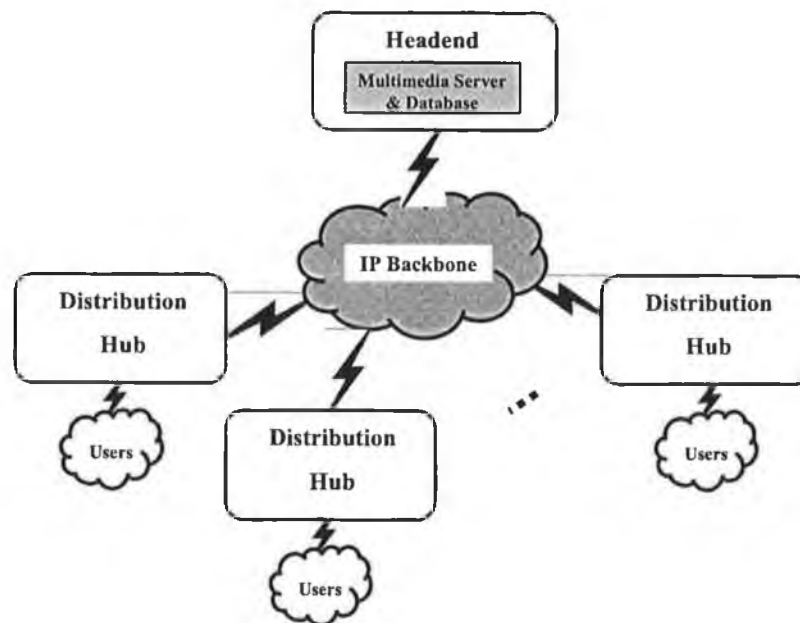 Headend
Multimedia Server
& Database
IP Backbone
Distribution
Hub
Users
Distribution
Hub
Users
Distribution
Hub
Users